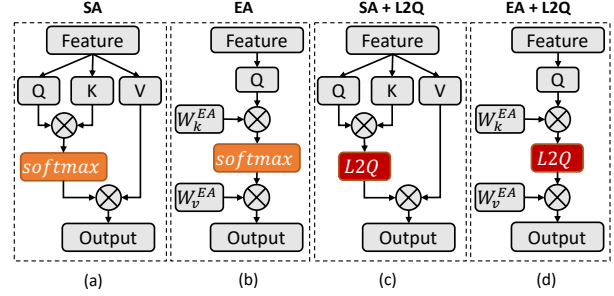 SA
EA
SA + L2Q
EA + L2Q
Feature
Q K V
softmax
Output
(a)
Feature
Q
W_k^{EA}
softmax
W_v^{EA}
Output
(b)
Feature
Q K V
L2Q
Output
(c)
Feature
Q
W_k^{EA}
L2Q
W_v^{EA}
Output
(d)